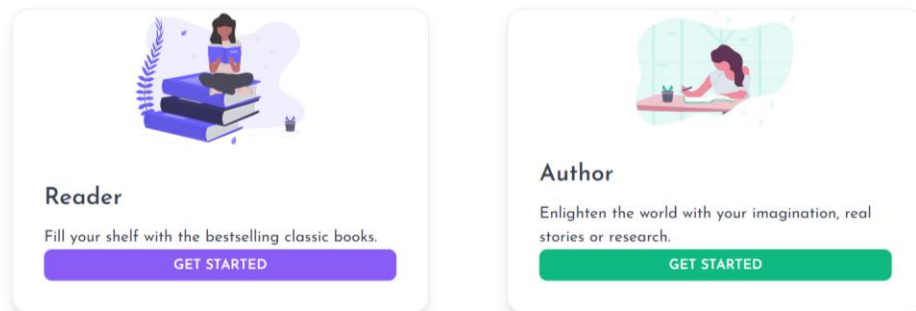 Reader
Fill your shelf with the bestselling classic books.
GET STARTED
Author
Enlighten the world with your imagination, real
stories or research.
GET STARTED